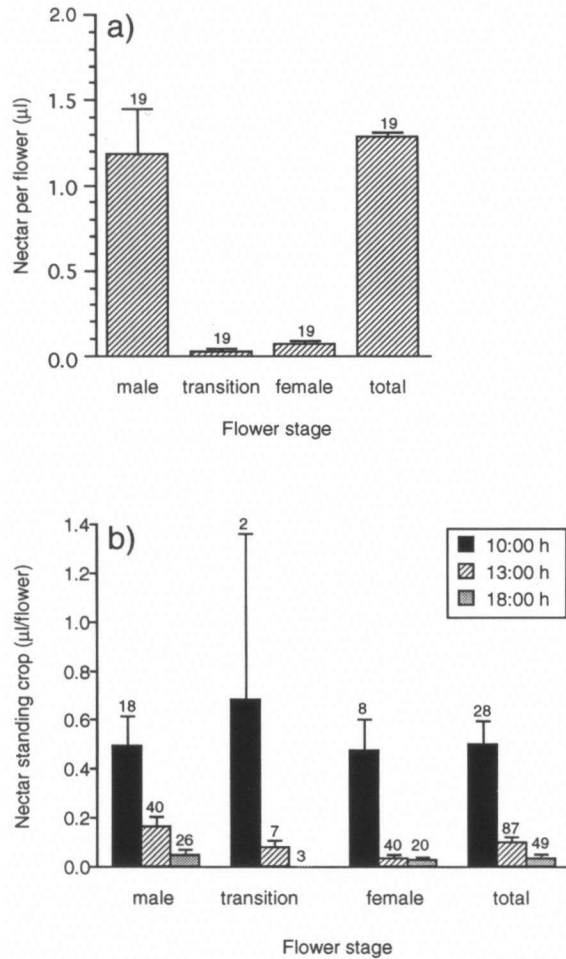 a)
Nectar per flower (µl)
2.0
1.5
1.0
0.5
0.0
19
19
19
19
male transition female total
Flower stage
b)
Nectar standing crop (µl/flower)
1.4
1.2
1.0
0.8
0.6
0.4
0.2
0.0
10:00 h
13:00 h
18:00 h
18
40
26
2
7
3
8
40
20
28
87
49
male transition female total
Flower stage